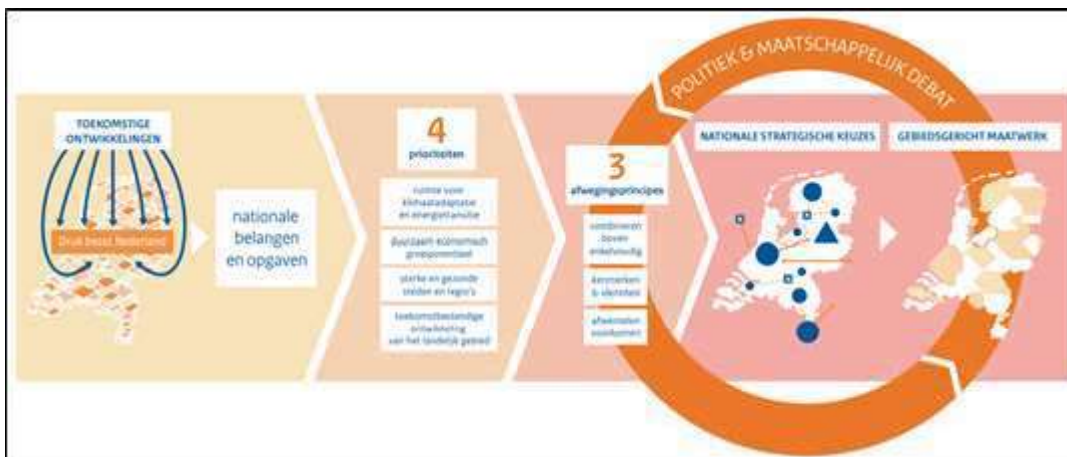 POLITIEK & MAATSCHAPPELIJK DEBAT
TOEKOMSTIGE
ONTWIKKELINGEN
Druk bezet Nederland
nationale
belangen
en opgaven
4
prioriteiten
ruimte voor
klimaatadaptatie
en energietransitie
duurzaam economisch
groeipotentieel
sterke en gezonde
steden en regio's
toekomstbestendige
ontwikkeling
van het landelijk gebied
3
afwegingsprincipes
combineren
boven
enkelvoudig
kenmerken
& identiteit
afwentelen
voorkomen
NATIONALE STRATEGISCHE KEUZES
GEBIEDSGERICHT MAATWERK